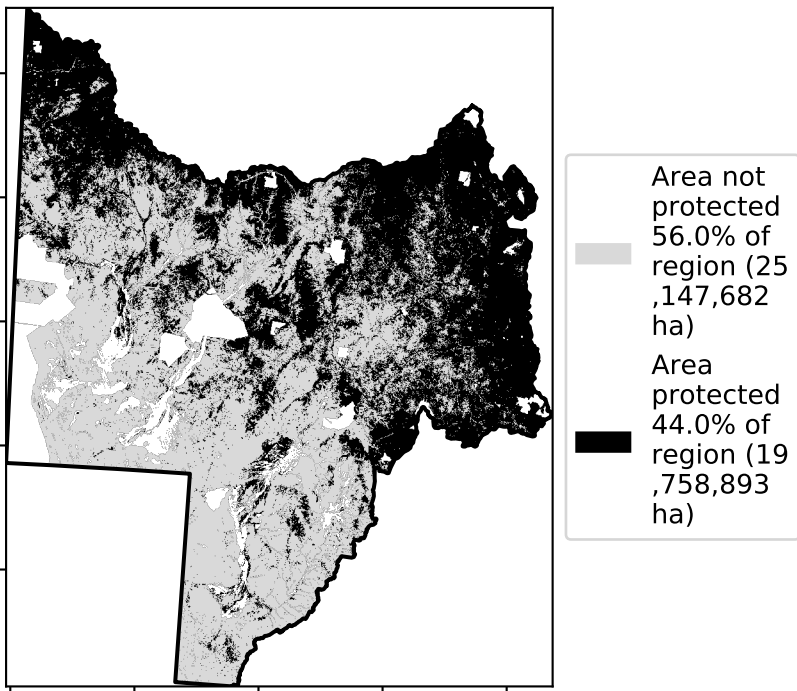 Area not
protected
56.0% of
region (25
,147,682
ha)
Area
protected
44.0% of
region (19
,758,893
ha)